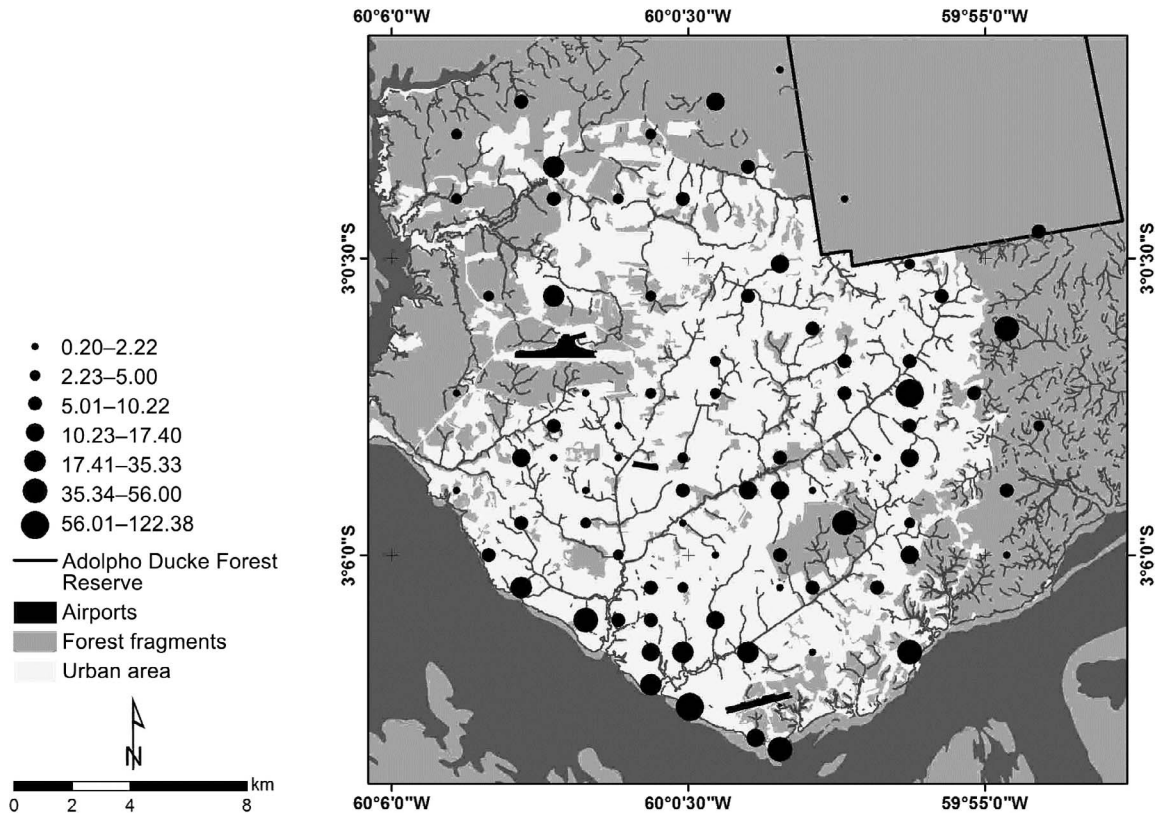 60°6'0"W 60°0'30"W 59°55'0"W
3°0'30"S 3°0'30"S
3°6'0"S 3°6'0"S
60°6'0"W 60°0'30"W 59°55'0"W
0.20–2.22
2.23–5.00
5.01–10.22
10.23–17.40
17.41–35.33
35.34–56.00
56.01–122.38
Adolpho Ducke Forest
Reserve
Airports
Forest fragments
Urban area
N
km
0 2 4 8